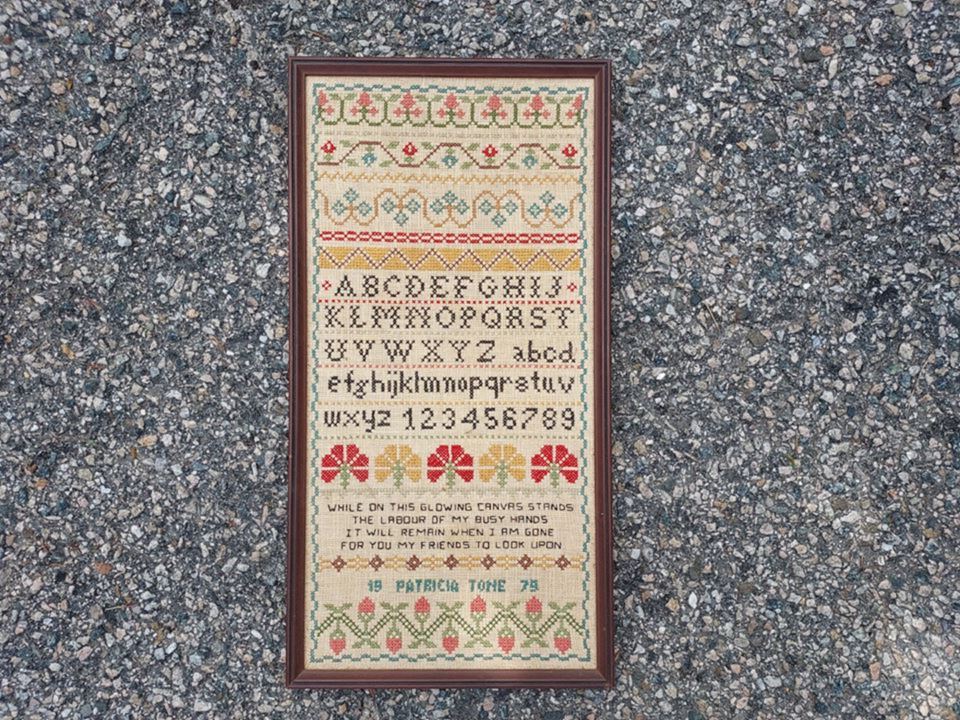 ABCDEFGHIJ
KLMNOPQRST
UVWXYZ abcd
efghijklmnopqrstuv
wxyz 123456789
WHILE ON THIS GLOWING CANVAS STANDS
THE LABOUR OF MY BUSY HANDS
IT WILL REMAIN WHEN I AM GONE
FOR YOU MY FRIENDS TO LOOK UPON
19 PATRICIA TONE 79